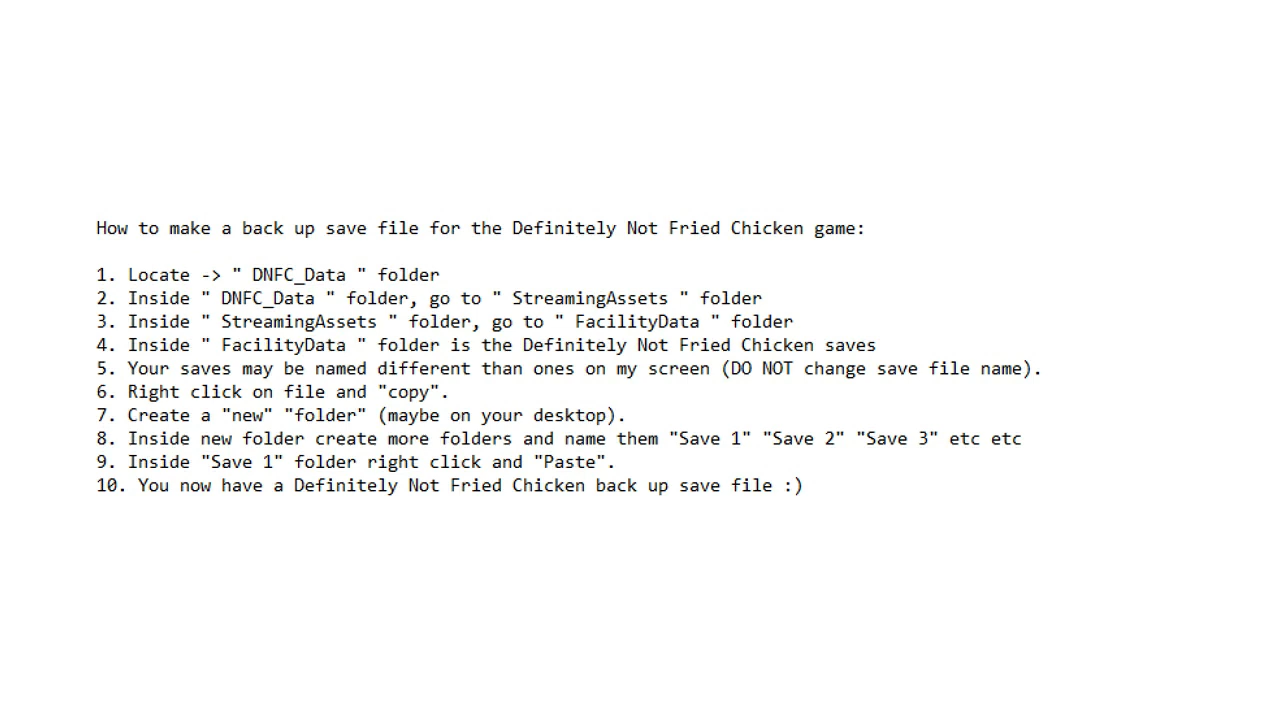 How to make a back up save file for the Definitely Not Fried Chicken game:
1. Locate -> " DNFC_Data " folder
2. Inside " DNFC_Data " folder, go to " StreamingAssets " folder
3. Inside " StreamingAssets " folder, go to " FacilityData " folder
4. Inside " FacilityData " folder is the Definitely Not Fried Chicken saves
5. Your saves may be named different than ones on my screen (DO NOT change save file name).
6. Right click on file and "copy".
7. Create a "new" "folder" (maybe on your desktop).
8. Inside new folder create more folders and name them "Save 1" "Save 2" "Save 3" etc etc
9. Inside "Save 1" folder right click and "Paste".
10. You now have a Definitely Not Fried Chicken back up save file :)